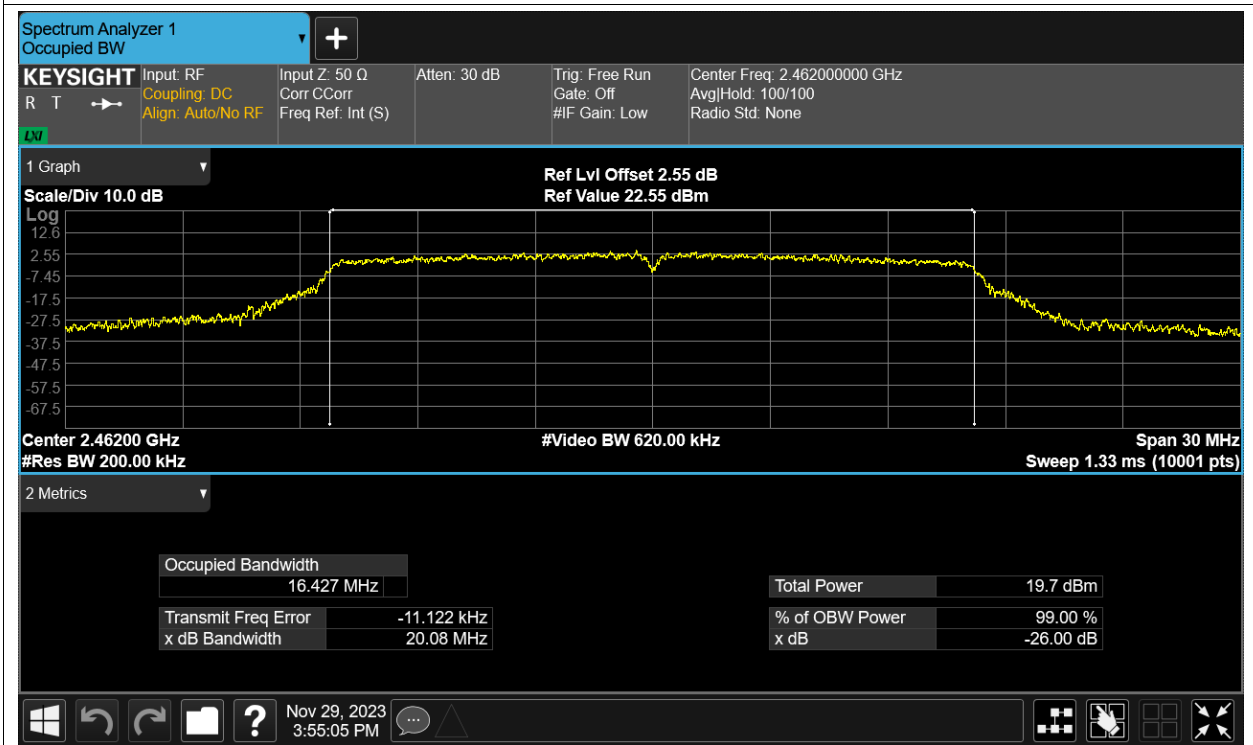 Spectrum Analyzer 1
Occupied BW
KEYSIGHT
R T
LXI
Input: RF
Coupling: DC
Align: Auto/No RF
Input Z: 50 Ω
Corr CCorr
Freq Ref: Int (S)
Atten: 30 dB
Trig: Free Run
Gate: Off
#IF Gain: Low
Center Freq: 2.462000000 GHz
Avg|Hold: 100/100
Radio Std: None
1 Graph
Scale/Div 10.0 dB
Ref Lvl Offset 2.55 dB
Ref Value 22.55 dBm
Log
12.6
2.55
-7.45
-17.5
-27.5
-37.5
-47.5
-57.5
-67.5
Center 2.46200 GHz
#Video BW 620.00 kHz
Span 30 MHz
#Res BW 200.00 kHz
Sweep 1.33 ms (10001 pts)
2 Metrics
Occupied Bandwidth
16.427 MHz
Transmit Freq Error -11.122 kHz
x dB Bandwidth 20.08 MHz
Total Power 19.7 dBm
% of OBW Power 99.00 %
x dB -26.00 dB
?
Nov 29, 2023
3:55:05 PM